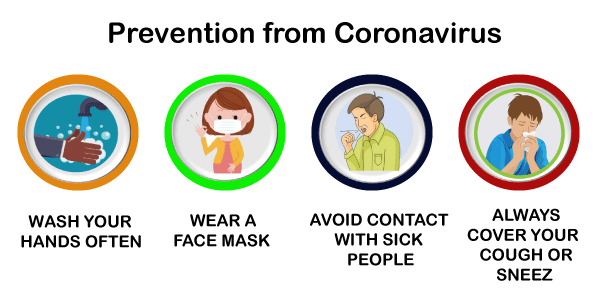 Prevention from Coronavirus
WASH YOUR
HANDS OFTEN
WEAR A
FACE MASK
AVOID CONTACT
WITH SICK
PEOPLE
ALWAYS
COVER YOUR
COUGH OR
SNEEZ